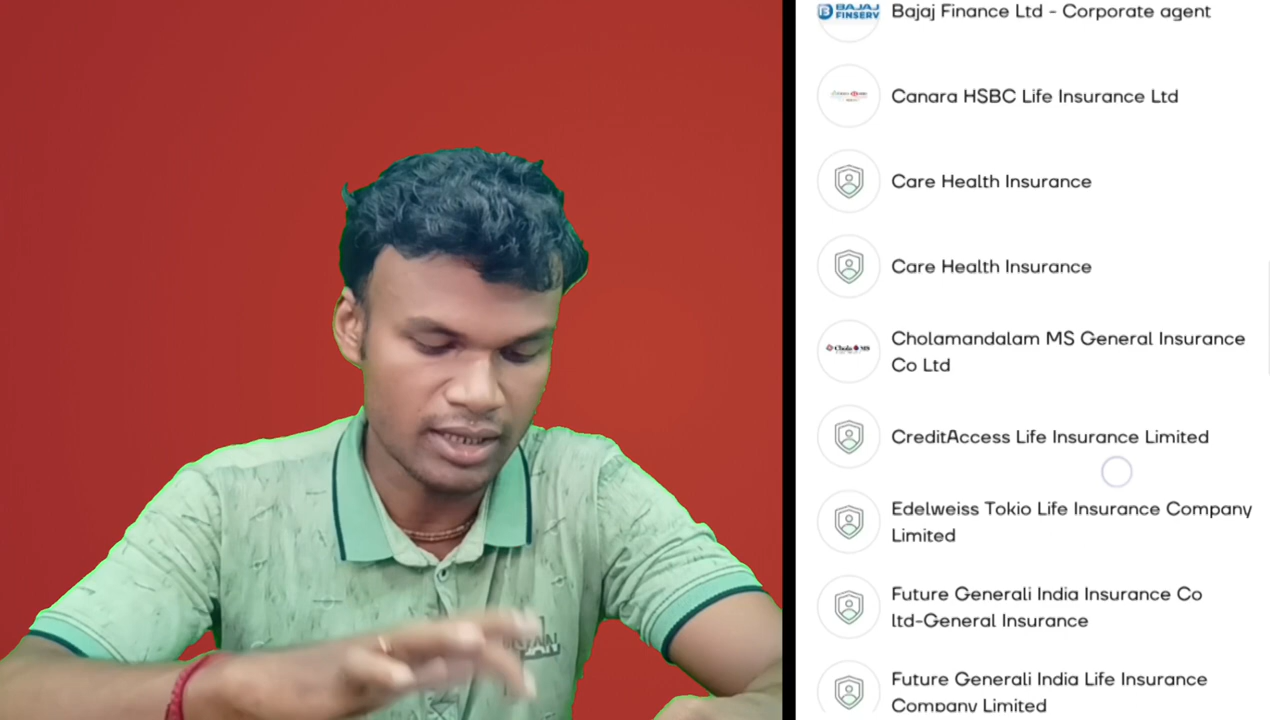 BAJAJ
FINSERV
Bajaj Finance Ltd - Corporate agent
Canara HSBC Life Insurance Ltd
Care Health Insurance
Care Health Insurance
Chola MS
Cholamandalam MS General Insurance
Co Ltd
CreditAccess Life Insurance Limited
Edelweiss Tokio Life Insurance Company
Limited
Future Generali India Insurance Co
ltd-General Insurance
Future Generali India Life Insurance
Company Limited